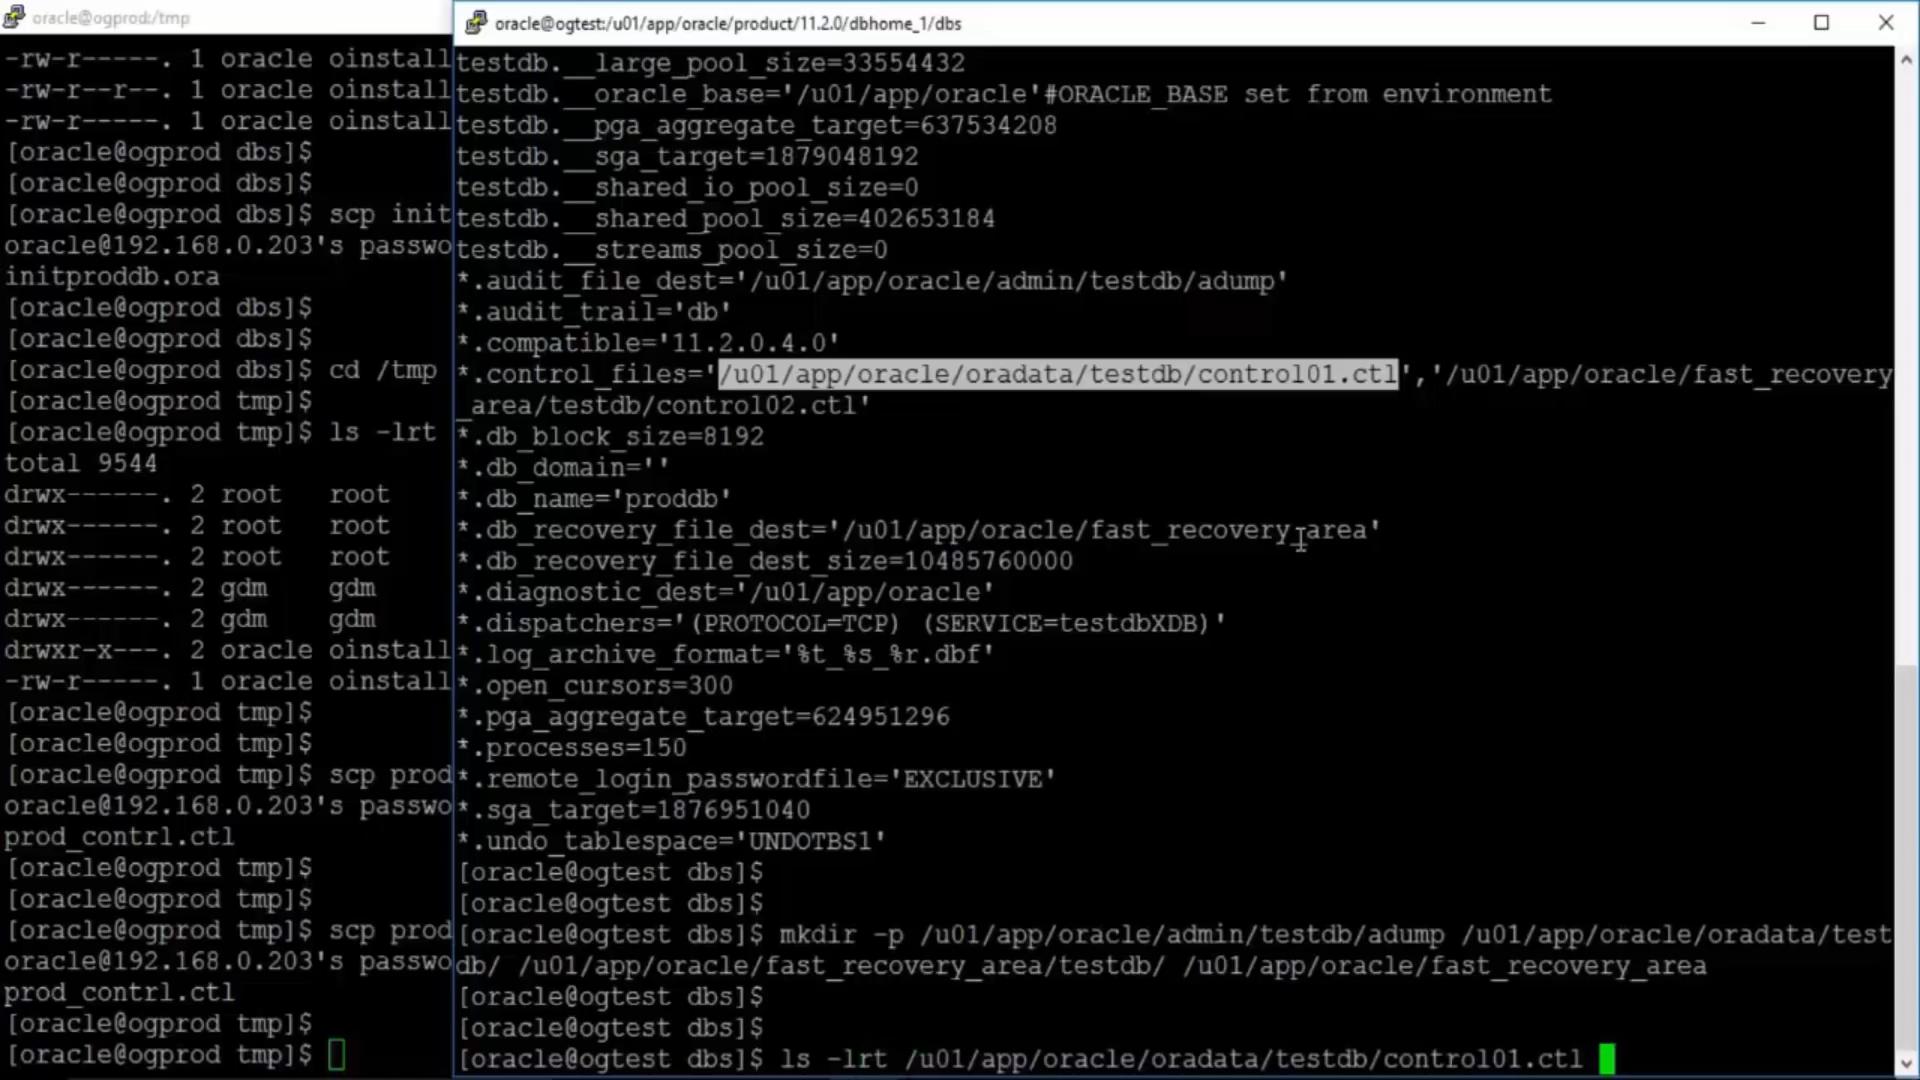 oracle@ogprod:/tmp
-rw-r-----. 1 oracle oinstall
-rw-r--r--. 1 oracle oinstall
-rw-r-----. 1 oracle oinstall
[oracle@ogprod dbs]$
[oracle@ogprod dbs]$
[oracle@ogprod dbs]$ scp init
oracle@192.168.0.203's passwo
initproddb.ora
[oracle@ogprod dbs]$
[oracle@ogprod dbs]$
[oracle@ogprod dbs]$ cd /tmp
[oracle@ogprod tmp]$
[oracle@ogprod tmp]$ ls -lrt
total 9544
drwx------. 2 root   root
drwx------. 2 root   root
drwx------. 2 root   root
drwx------. 2 gdm    gdm
drwx------. 2 gdm    gdm
drwxr-x---. 2 oracle oinstall
-rw-r-----. 1 oracle oinstall
[oracle@ogprod tmp]$
[oracle@ogprod tmp]$
[oracle@ogprod tmp]$ scp prod
oracle@192.168.0.203's passwo
prod_contrl.ctl
[oracle@ogprod tmp]$
[oracle@ogprod tmp]$
[oracle@ogprod tmp]$ scp prod
oracle@192.168.0.203's passwo
prod_contrl.ctl
[oracle@ogprod tmp]$
[oracle@ogprod tmp]$
oracle@ogtest:/u01/app/oracle/product/11.2.0/dbhome_1/dbs
testdb.__large_pool_size=33554432
testdb.__oracle_base='/u01/app/oracle'#ORACLE_BASE set from environment
testdb.__pga_aggregate_target=637534208
testdb.__sga_target=1879048192
testdb.__shared_io_pool_size=0
testdb.__shared_pool_size=402653184
testdb.__streams_pool_size=0
*.audit_file_dest='/u01/app/oracle/admin/testdb/adump'
*.audit_trail='db'
*.compatible='11.2.0.4.0'
*.control_files='/u01/app/oracle/oradata/testdb/control01.ctl','/u01/app/oracle/fast_recovery
_area/testdb/control02.ctl'
*.db_block_size=8192
*.db_domain=''
*.db_name='proddb'
*.db_recovery_file_dest='/u01/app/oracle/fast_recovery_area'
*.db_recovery_file_dest_size=10485760000
*.diagnostic_dest='/u01/app/oracle'
*.dispatchers='(PROTOCOL=TCP) (SERVICE=testdbXDB)'
*.log_archive_format='%t_%s_%r.dbf'
*.open_cursors=300
*.pga_aggregate_target=624951296
*.processes=150
*.remote_login_passwordfile='EXCLUSIVE'
*.sga_target=1876951040
*.undo_tablespace='UNDOTBS1'
[oracle@ogtest dbs]$
[oracle@ogtest dbs]$
[oracle@ogtest dbs]$ mkdir -p /u01/app/oracle/admin/testdb/adump /u01/app/oracle/oradata/test
db/ /u01/app/oracle/fast_recovery_area/testdb/ /u01/app/oracle/fast_recovery_area
[oracle@ogtest dbs]$
[oracle@ogtest dbs]$
[oracle@ogtest dbs]$ ls -lrt /u01/app/oracle/oradata/testdb/control01.ctl